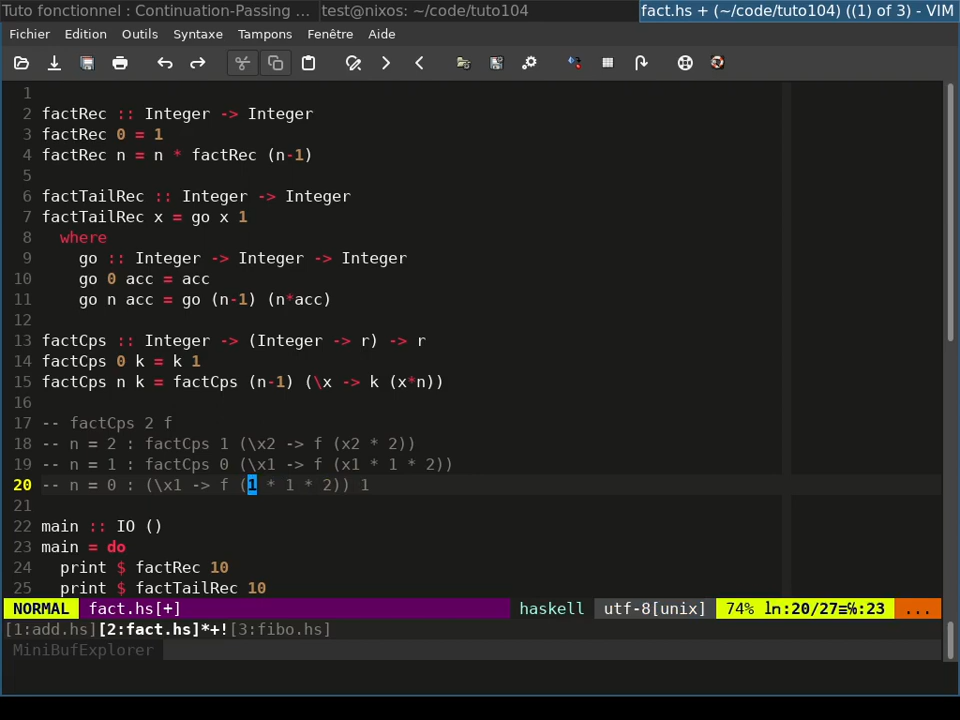 Tuto fonctionnel : Continuation-Passing ... test@nixos: ~/code/tuto104 fact.hs + (~/code/tuto104) ((1) of 3) - VIM
Fichier Edition Outils Syntaxe Tampons Fenêtre Aide
1
2 factRec :: Integer -> Integer
3 factRec 0 = 1
4 factRec n = n * factRec (n-1)
5
6 factTailRec :: Integer -> Integer
7 factTailRec x = go x 1
8   where
9     go :: Integer -> Integer -> Integer
10     go 0 acc = acc
11     go n acc = go (n-1) (n*acc)
12
13 factCps :: Integer -> (Integer -> r) -> r
14 factCps 0 k = k 1
15 factCps n k = factCps (n-1) (\x -> k (x*n))
16
17 -- factCps 2 f
18 -- n = 2 : factCps 1 (\x2 -> f (x2 * 2))
19 -- n = 1 : factCps 0 (\x1 -> f (x1 * 1 * 2))
20 -- n = 0 : (\x1 -> f (1 * 1 * 2)) 1
21
22 main :: IO ()
23 main = do
24   print $ factRec 10
25   print $ factTailRec 10
NORMAL fact.hs[+] haskell utf-8[unix] 74% ln:20/27≡℅:23 ...
[1:add.hs][2:fact.hs]*+![3:fibo.hs]
MiniBufExplorer